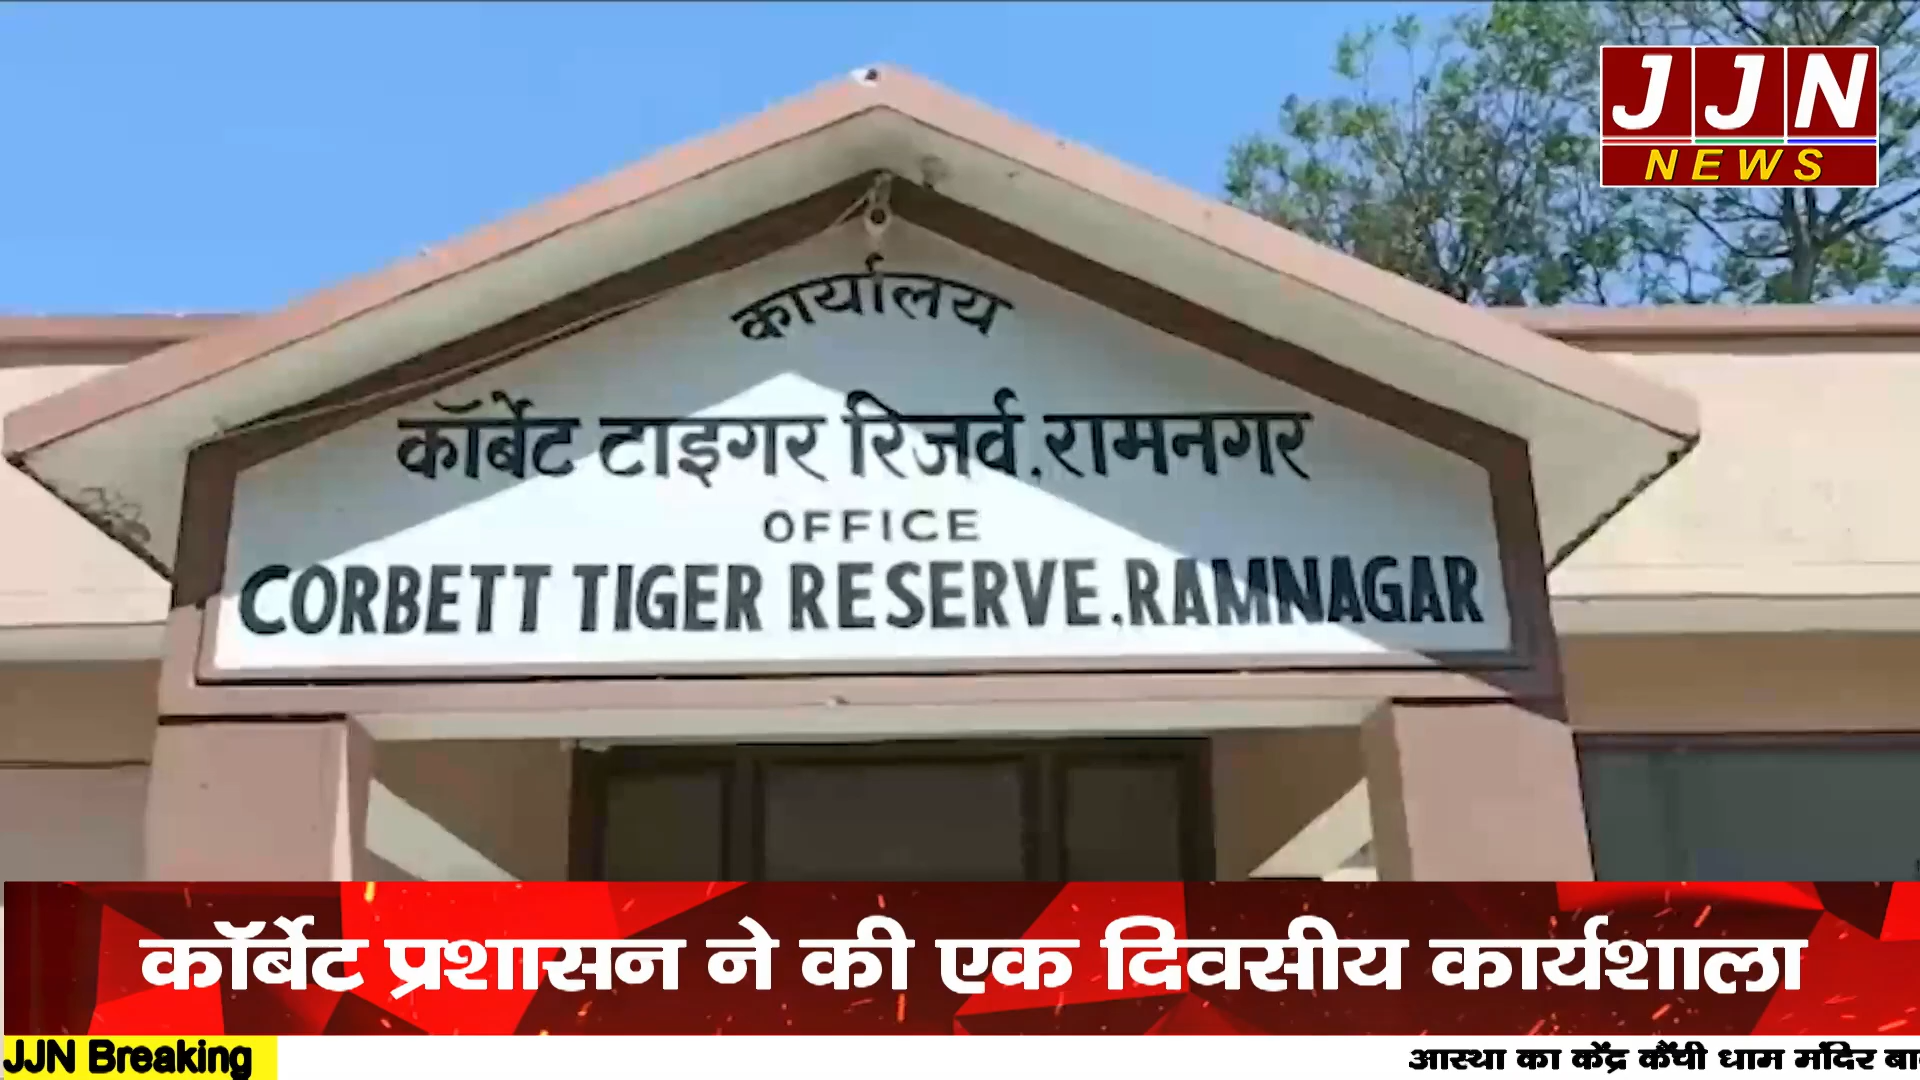 JJN
NEWS
कार्यालय
कॉर्बेट टाइगर रिजर्व,रामनगर
OFFICE
CORBETT TIGER RESERVE,RAMNAGAR
कॉर्बेट प्रशासन ने की एक दिवसीय कार्यशाला
JJN Breaking
आस्था का केंद्र कैंची धाम मंदिर